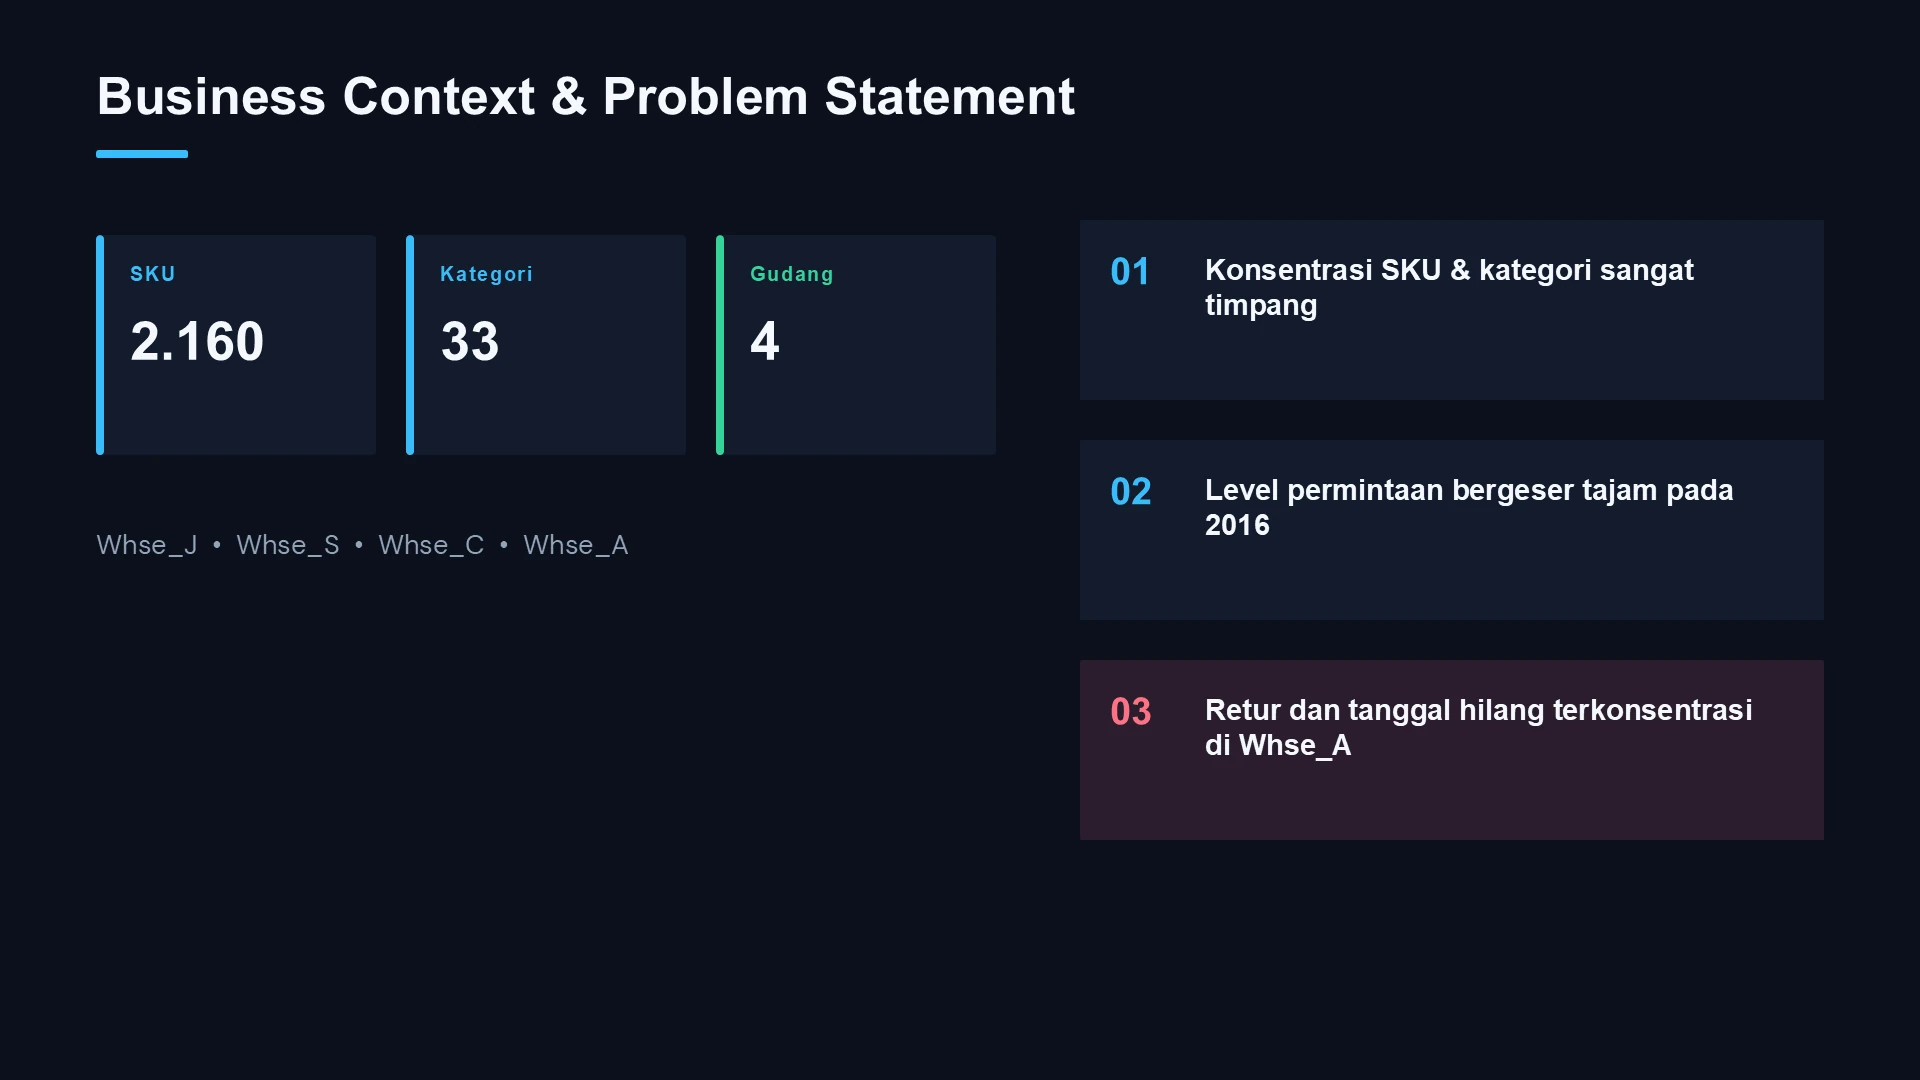 Business Context & Problem Statement
SKU
2.160
Kategori
33
Gudang
4
Whse_J • Whse_S • Whse_C • Whse_A
01
Konsentrasi SKU & kategori sangat
timpang
02
Level permintaan bergeser tajam pada
2016
03
Retur dan tanggal hilang terkonsentrasi
di Whse_A